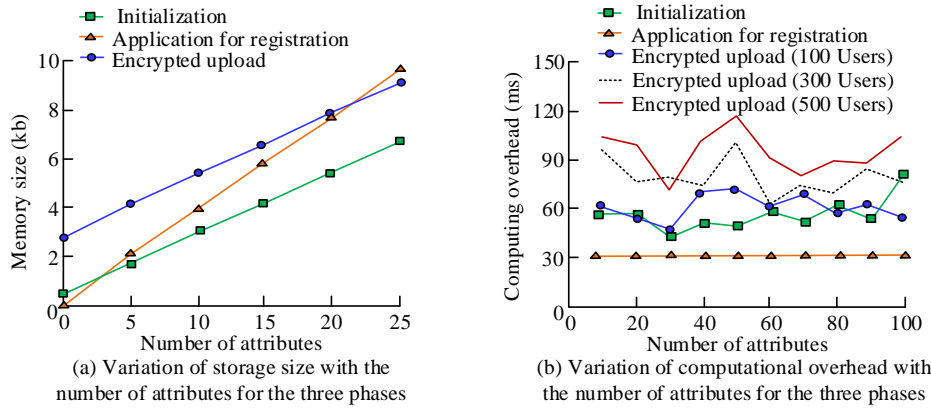 Initialization
Application for registration
Encrypted upload
10
8
6
4
2
0
Memory size (kb)
0 5 10 15 20 25
Number of attributes
(a) Variation of storage size with the
number of attributes for the three phases
Initialization
Application for registration
Encrypted upload (100 Users)
Encrypted upload (300 Users)
Encrypted upload (500 Users)
150
120
90
60
30
0
Computing overhead (ms)
0 20 40 60 80 100
Number of attributes
(b) Variation of computational overhead with
the number of attributes for the three phases